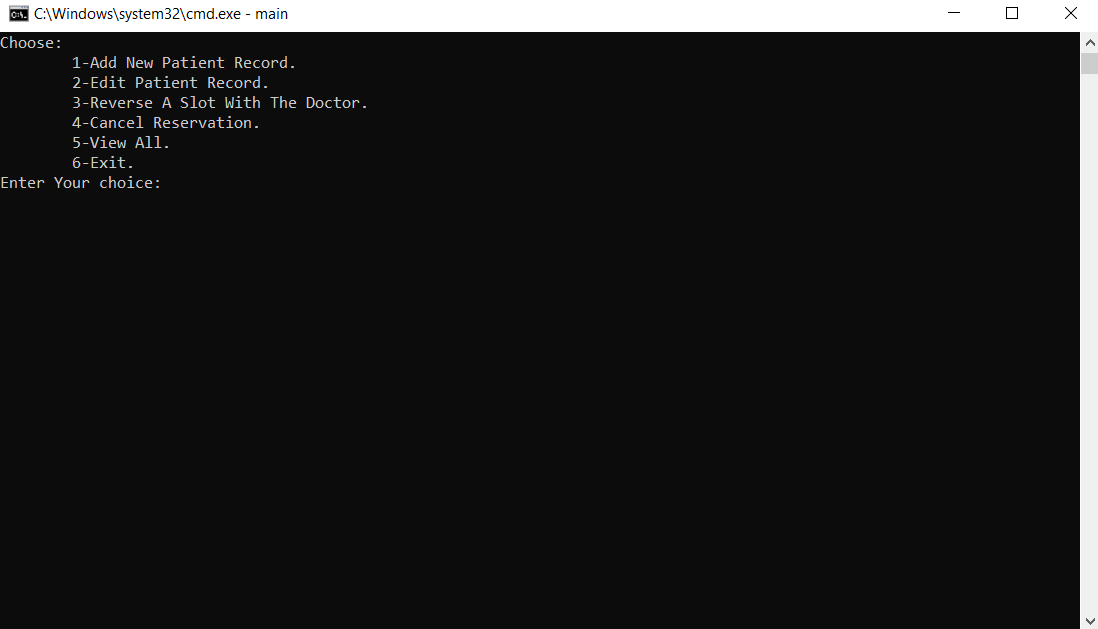 C:\Windows\system32\cmd.exe - main
Choose:
1-Add New Patient Record.
2-Edit Patient Record.
3-Reverse A Slot With The Doctor.
4-Cancel Reservation.
5-View All.
6-Exit.
Enter Your choice: